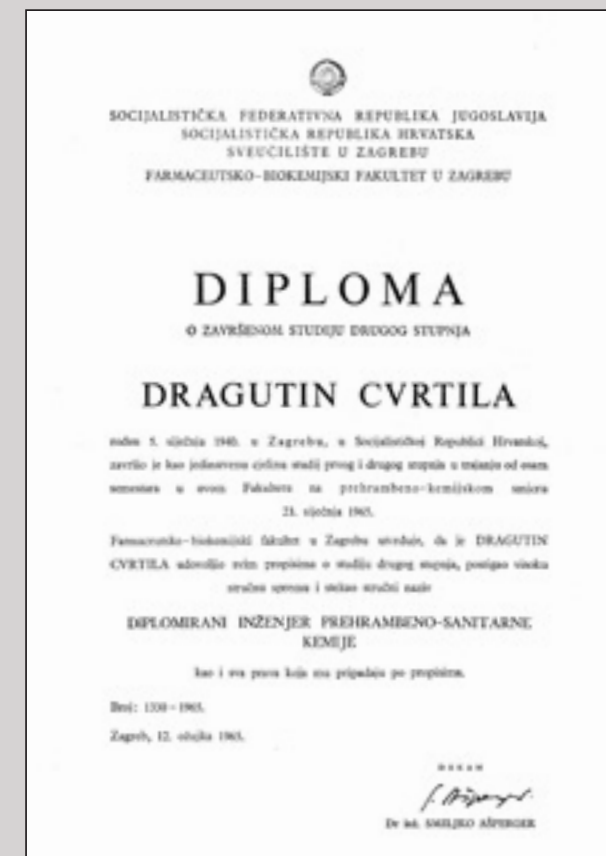 SOCIJALISTIČKA FEDERATIVNA REPUBLIKA JUGOSLAVIJA
SOCIJALISTIČKA REPUBLIKA HRVATSKA
SVEUČILIŠTE U ZAGREBU
FARMACEUTSKO-BIOKEMIJSKI FAKULTET U ZAGREBU
DIPLOMA
O ZAVRŠENOM STUDIJU DRUGOG STUPNJA
DRAGUTIN CVRTILA
rođen 5. siječnja 1940. u Zagrebu, u Socijalističkoj Republici Hrvatskoj,
završio je kao jedinstvenu cjelinu studij prvog i drugog stupnja u trajanju od osam
semestara u ovom Fakultetu na prehrambeno-kemijskom smjeru
23. siječnja 1965.
Farmaceutsko-biokemijski fakultet u Zagrebu utvrđuje, da je DRAGUTIN
CVRTILA udovoljio svim propisima o studiju drugog stupnja, postigao visoku
stručnu spremu i stekao stručni naziv
DIPLOMIRANI INŽENJER PREHRAMBENO-SANITARNE
KEMIJE
kao i sva prava koja mu pripadaju po propisima.
Broj: 1330-1965.
Zagreb, 12. ožujka 1965.
DEKAN
Dr inž. SMILJKO AŠPERGER